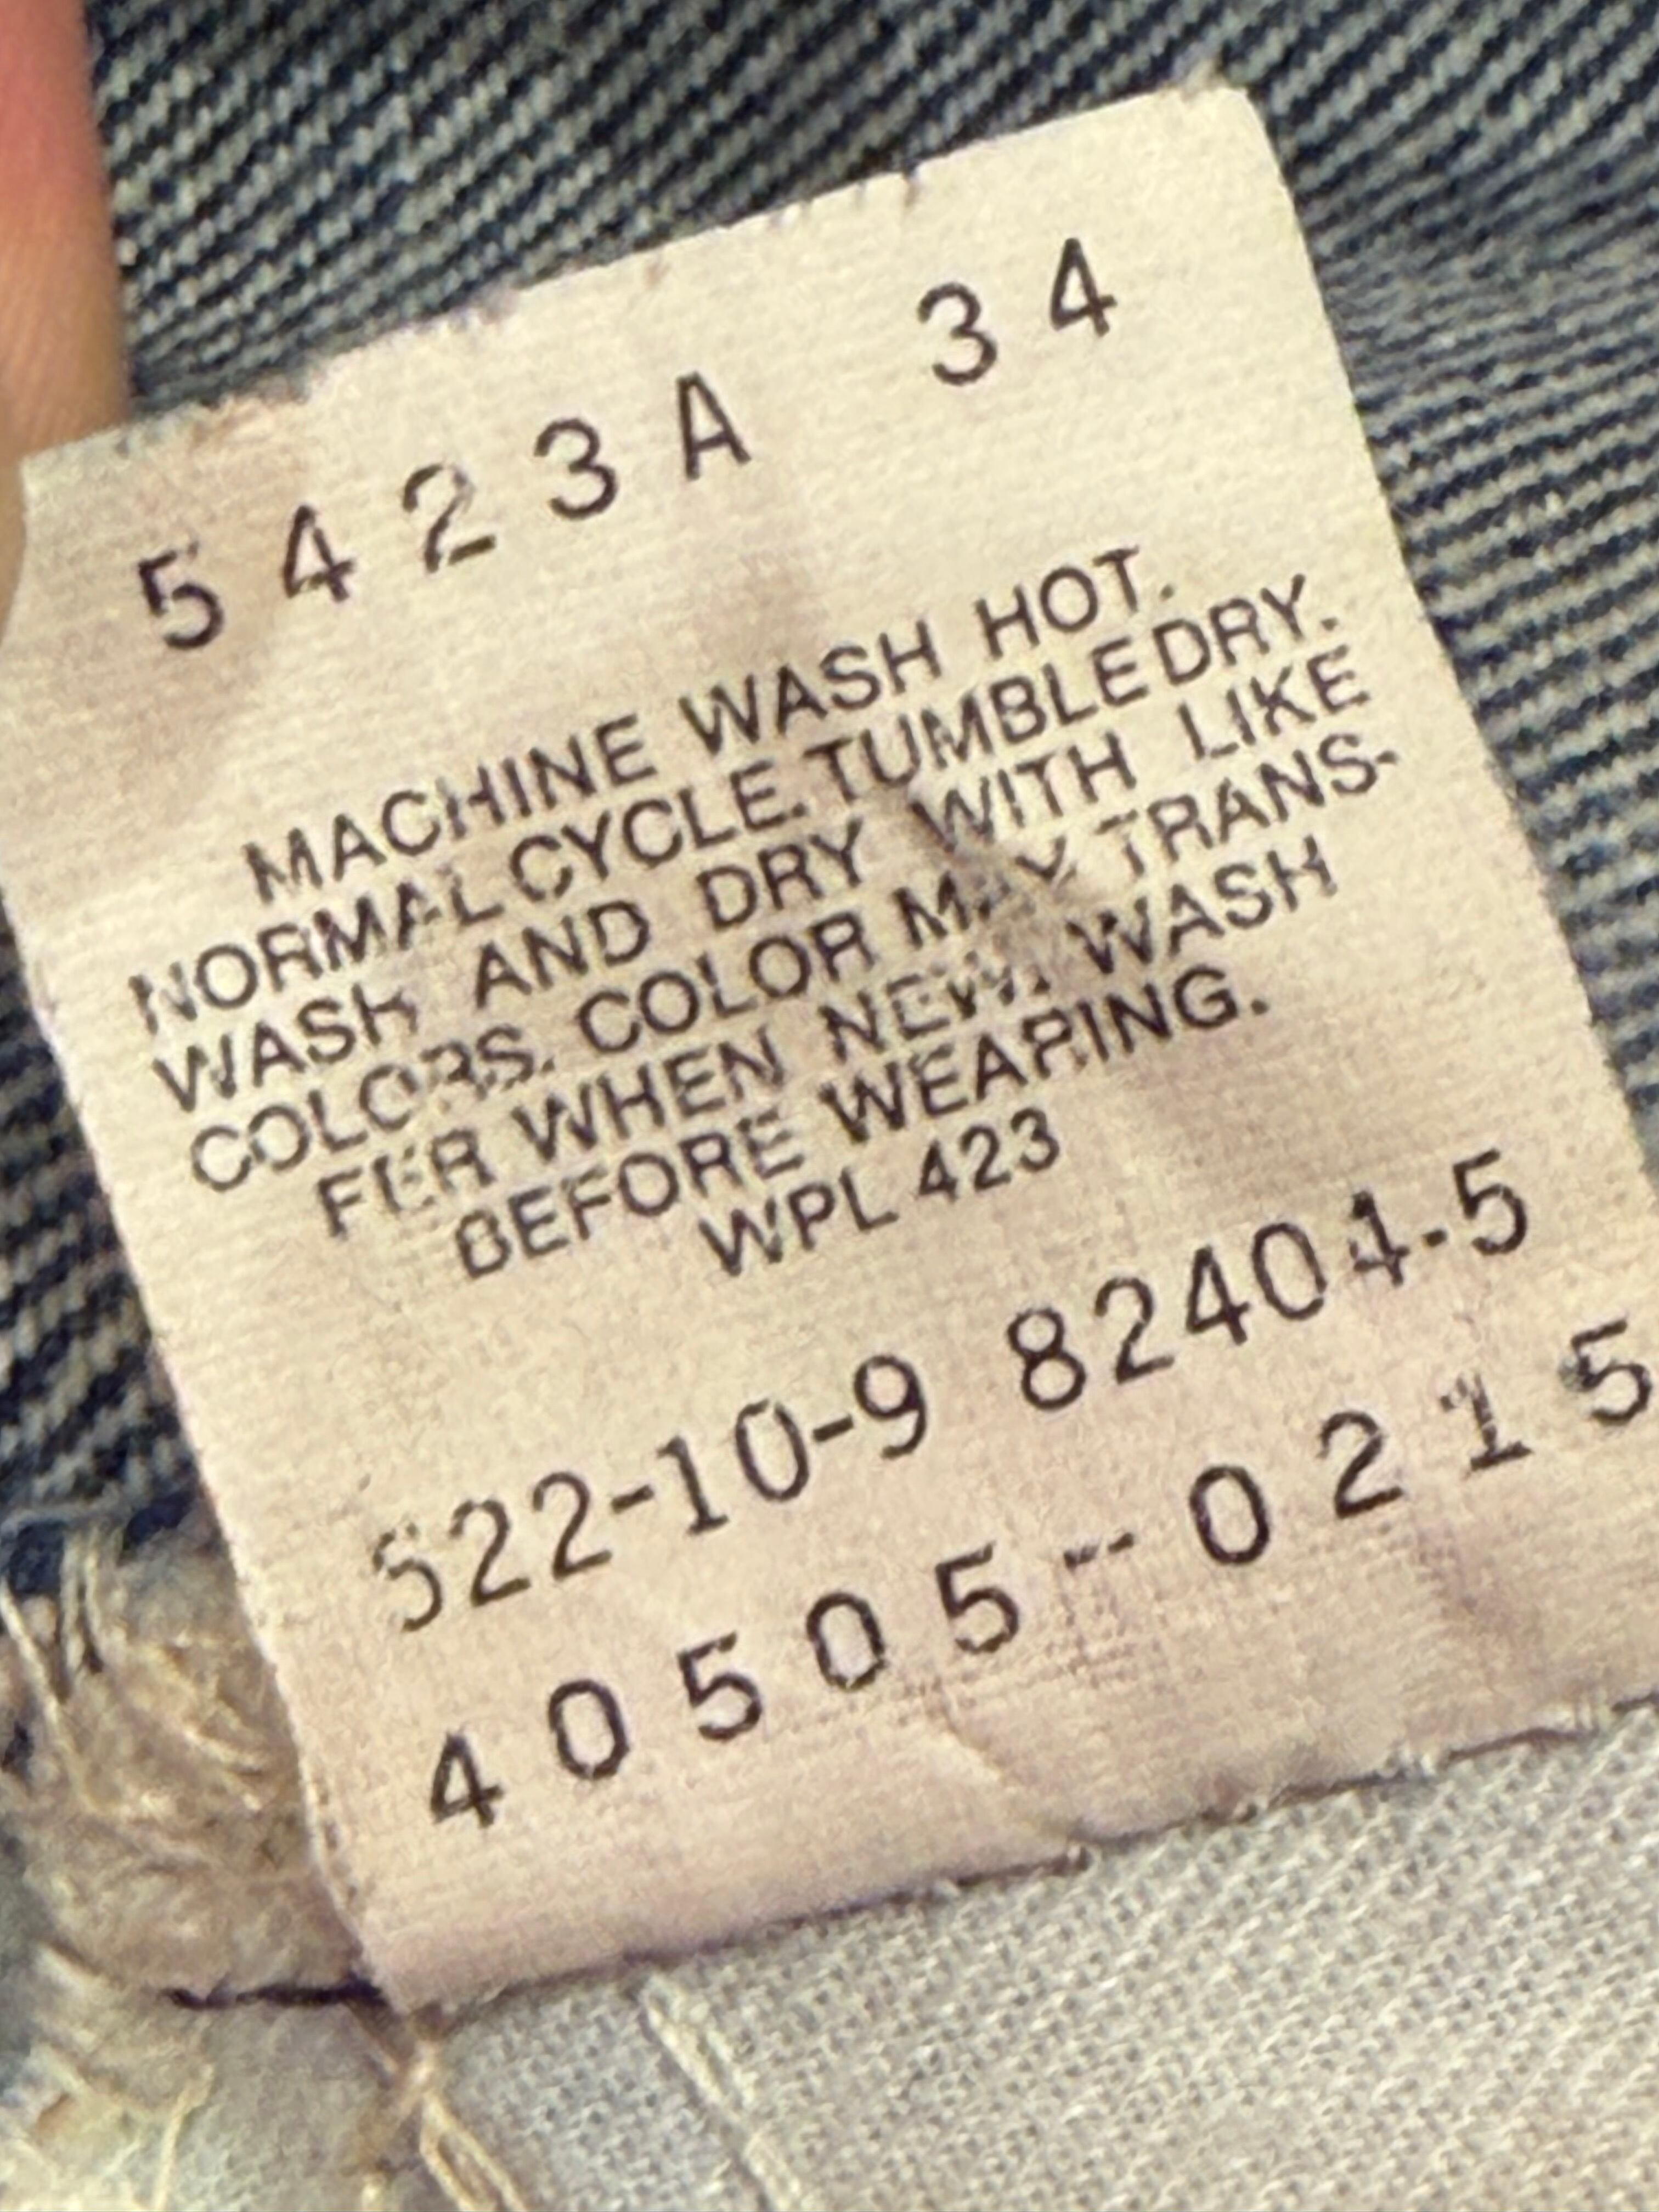 5423A 34
MACHINE WASH HOT.
NORMAL CYCLE. TUMBLE DRY.
WASH AND DRY WITH LIKE
COLORS. COLOR MAY TRANS-
FER WHEN NEW. WASH
BEFORE WEARING.
WPL 423
522-10-9 82401-5
40505-0215